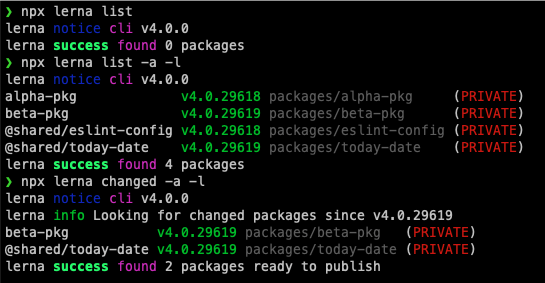 ❯ npx lerna list
lerna notice cli v4.0.0
lerna success found 0 packages
❯ npx lerna list -a -l
lerna notice cli v4.0.0
alpha-pkg v4.0.29618 packages/alpha-pkg (PRIVATE)
beta-pkg v4.0.29619 packages/beta-pkg (PRIVATE)
@shared/eslint-config v4.0.29618 packages/eslint-config (PRIVATE)
@shared/today-date v4.0.29619 packages/today-date (PRIVATE)
lerna success found 4 packages
❯ npx lerna changed -a -l
lerna notice cli v4.0.0
lerna info Looking for changed packages since v4.0.29619
beta-pkg v4.0.29619 packages/beta-pkg (PRIVATE)
@shared/today-date v4.0.29619 packages/today-date (PRIVATE)
lerna success found 2 packages ready to publish